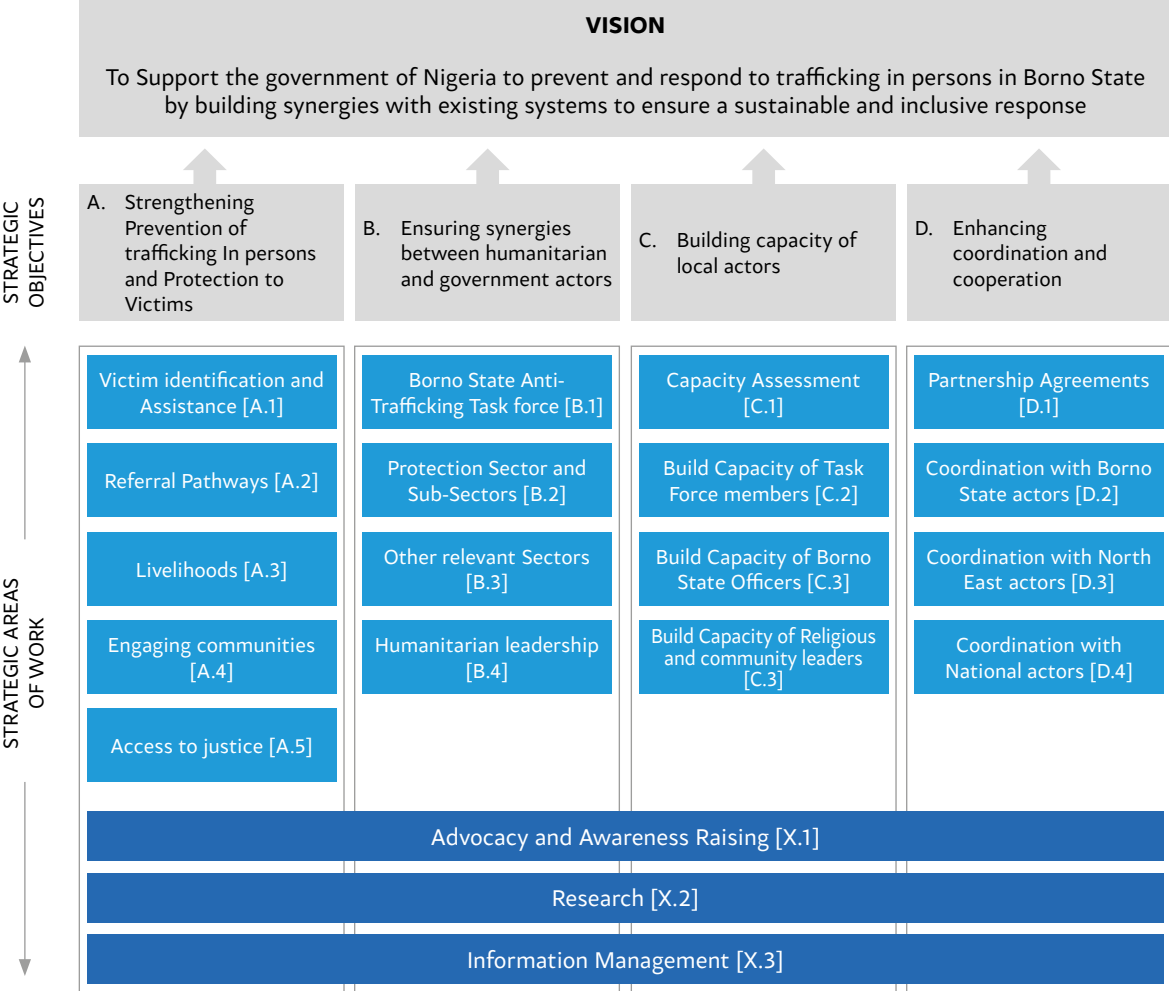 VISION
To Support the government of Nigeria to prevent and respond to trafficking in persons in Borno State
by building synergies with existing systems to ensure a sustainable and inclusive response
STRATEGIC
OBJECTIVES
A. Strengthening
Prevention of
trafficking In persons
and Protection to
Victims
B. Ensuring synergies
between humanitarian
and government actors
C. Building capacity of
local actors
D. Enhancing
coordination and
cooperation
STRATEGIC AREAS
OF WORK
Victim identification and
Assistance [A.1]
Referral Pathways [A.2]
Livelihoods [A.3]
Engaging communities
[A.4]
Access to justice [A.5]
Borno State Anti-
Trafficking Task force [B.1]
Protection Sector and
Sub-Sectors [B.2]
Other relevant Sectors
[B.3]
Humanitarian leadership
[B.4]
Capacity Assessment
[C.1]
Build Capacity of Task
Force members [C.2]
Build Capacity of Borno
State Officers [C.3]
Build Capacity of Religious
and community leaders
[C.3]
Partnership Agreements
[D.1]
Coordination with Borno
State actors [D.2]
Coordination with North
East actors [D.3]
Coordination with
National actors [D.4]
Advocacy and Awareness Raising [X.1]
Research [X.2]
Information Management [X.3]